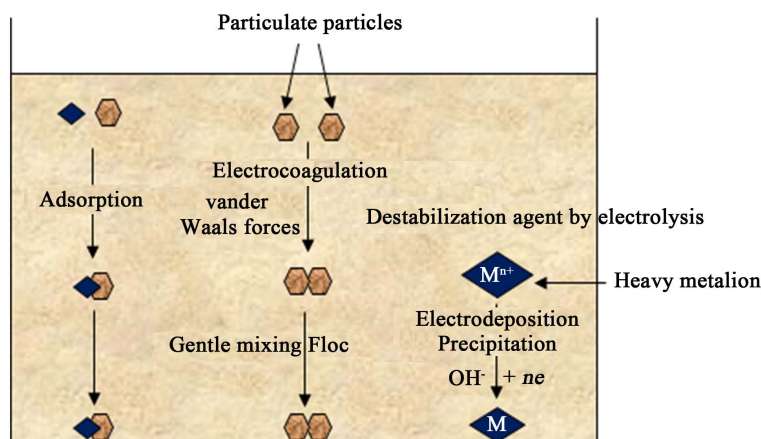 Particulate particles
Electrocoagulation
Adsorption
vander
Waals forces
Destabilization agent by electrolysis
Mⁿ⁺
Heavy metalion
Electrodeposition
Precipitation
Gentle mixing Floc
OH⁻ + ne
M